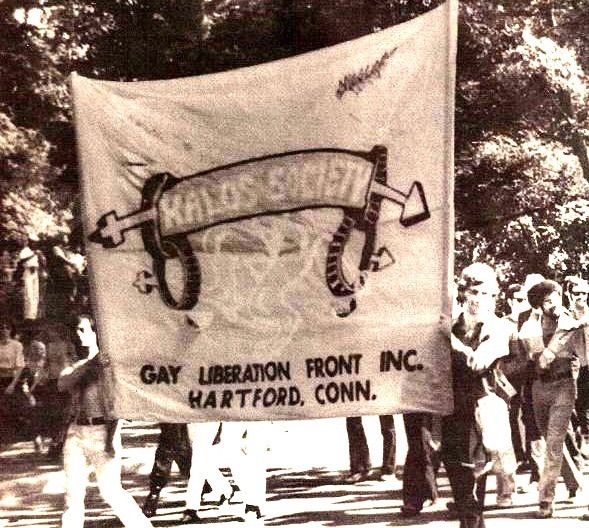 KALOS SOCIETY
GAY LIBERATION FRONT INC.
HARTFORD, CONN.